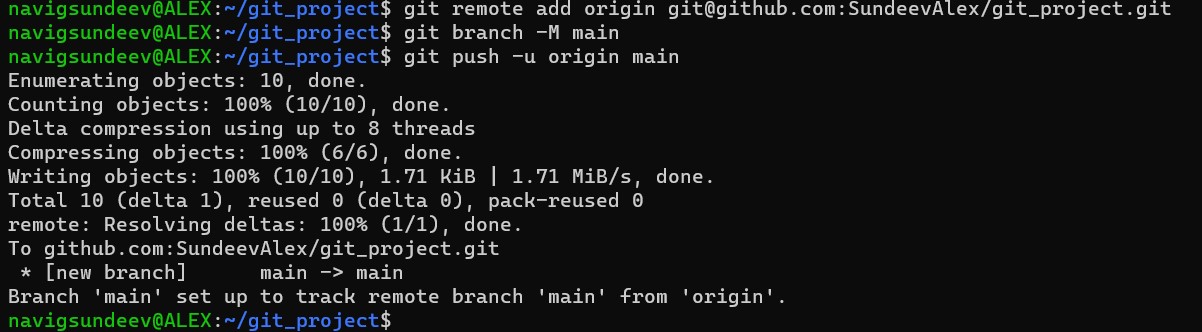 navigsundeev@ALEX:~/git_project$ git remote add origin git@github.com:SundeevAlex/git_project.git
navigsundeev@ALEX:~/git_project$ git branch -M main
navigsundeev@ALEX:~/git_project$ git push -u origin main
Enumerating objects: 10, done.
Counting objects: 100% (10/10), done.
Delta compression using up to 8 threads
Compressing objects: 100% (6/6), done.
Writing objects: 100% (10/10), 1.71 KiB | 1.71 MiB/s, done.
Total 10 (delta 1), reused 0 (delta 0), pack-reused 0
remote: Resolving deltas: 100% (1/1), done.
To github.com:SundeevAlex/git_project.git
 * [new branch]      main -> main
Branch 'main' set up to track remote branch 'main' from 'origin'.
navigsundeev@ALEX:~/git_project$